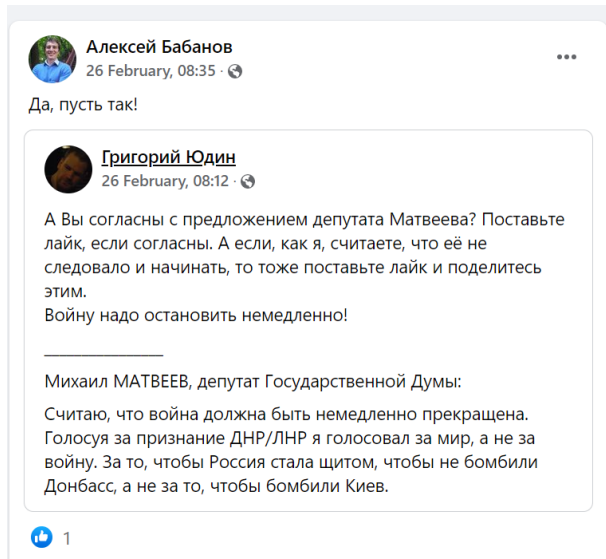 Алексей Бабанов
26 February, 08:35 ·
Да, пусть так!
Григорий Юдин
26 February, 08:12 ·
А Вы согласны с предложением депутата Матвеева? Поставьте
лайк, если согласны. А если, как я, считаете, что её не
следовало и начинать, то тоже поставьте лайк и поделитесь
этим.
Войну надо остановить немедленно!
________________
Михаил МАТВЕЕВ, депутат Государственной Думы:
Считаю, что война должна быть немедленно прекращена.
Голосуя за признание ДНР/ЛНР я голосовал за мир, а не за
войну. За то, чтобы Россия стала щитом, чтобы не бомбили
Донбасс, а не за то, чтобы бомбили Киев.
1